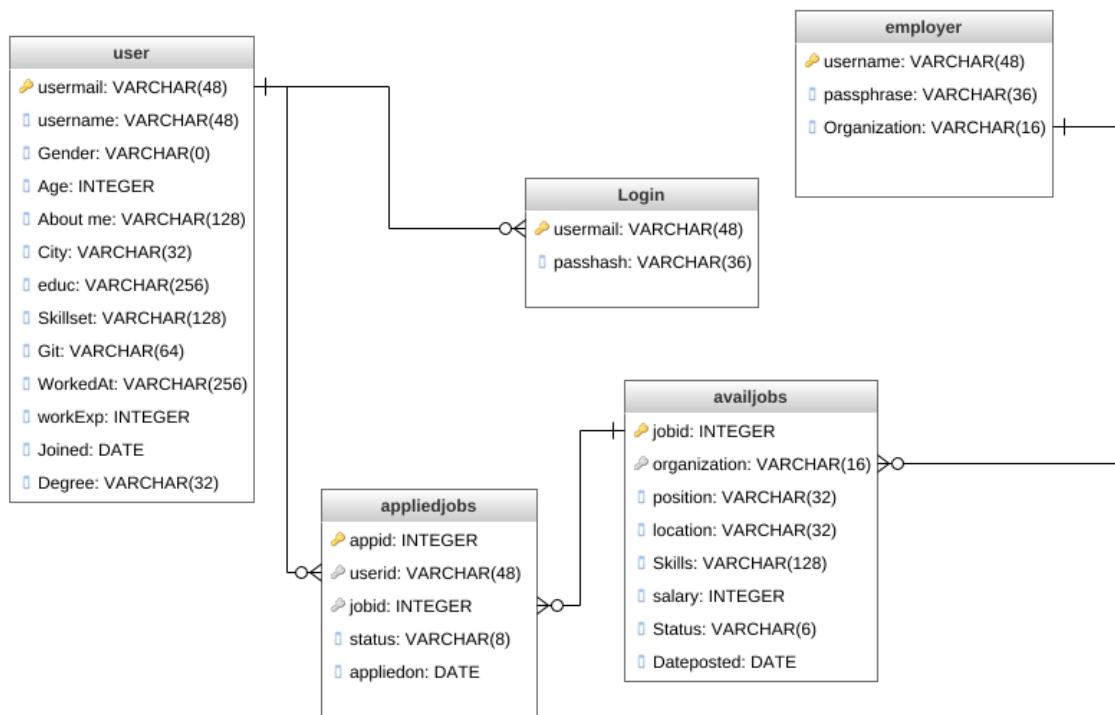 user
usermail: VARCHAR(48)
username: VARCHAR(48)
Gender: VARCHAR(0)
Age: INTEGER
About me: VARCHAR(128)
City: VARCHAR(32)
educ: VARCHAR(256)
Skillset: VARCHAR(128)
Git: VARCHAR(64)
WorkedAt: VARCHAR(256)
workExp: INTEGER
Joined: DATE
Degree: VARCHAR(32)
employer
username: VARCHAR(48)
passphrase: VARCHAR(36)
Organization: VARCHAR(16)
Login
usermail: VARCHAR(48)
passhash: VARCHAR(36)
availjobs
jobid: INTEGER
organization: VARCHAR(16)
position: VARCHAR(32)
location: VARCHAR(32)
Skills: VARCHAR(128)
salary: INTEGER
Status: VARCHAR(6)
Dateposted: DATE
appliedjobs
appid: INTEGER
userid: VARCHAR(48)
jobid: INTEGER
status: VARCHAR(8)
appliedon: DATE